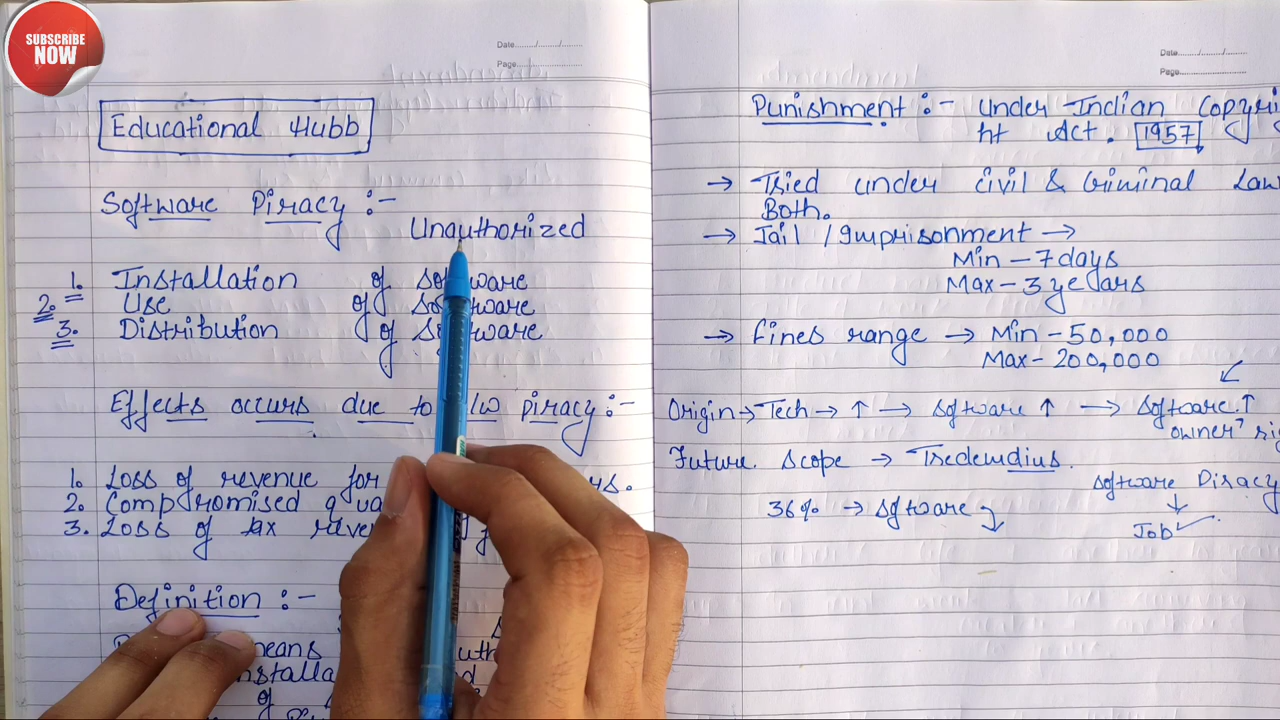 SUBSCRIBE
NOW
Date......../......../........
Page........................
Educational Hubb
Software Piracy :-
Unauthorized
1. Installation of software
2. Use of software
3. Distribution of software
Effects occurs due to piracy :-
1. Loss of revenue for
2. Compromised
3. Loss of tax
Definition :-
means
of
Date......../......../........
Page........................
Punishment :- Under Indian Copyri
ht Act. 1957
→ Tried under civil & Criminal Law
Both.
→ Jail / Imprisonment →
Min - 7 days
Max - 3 years
→ fines range → Min - 50,000
Max - 200,000
Origin → Tech → ↑ → Software ↑ → Software ↑
owner
Future Scope →
Software Piracy
36% → Software
Job